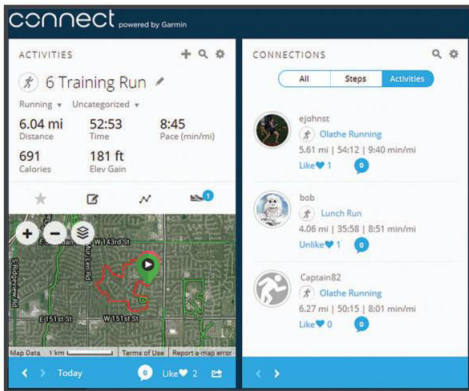 connect powered by Garmin
ACTIVITIES
6 Training Run
Running Uncategorized
6.04 mi 52:53 8:45
Distance Time Pace (min/mi)
691 181 ft
Calories Elev Gain
1
W 143rd St
E 151st St W 151st St
Map Data 1 km Terms of Use Report a map error
Today 0 Like 2
CONNECTIONS
All Steps Activities
ejohnst
Olathe Running
5.61 mi | 54:12 | 9:40 min/mi
Like 1 0
bob
Lunch Run
4.06 mi | 35:58 | 8:51 min/mi
Unlike 1 0
Captain82
Olathe Running
6.27 mi | 50:15 | 8:01 min/mi
Like 0 0